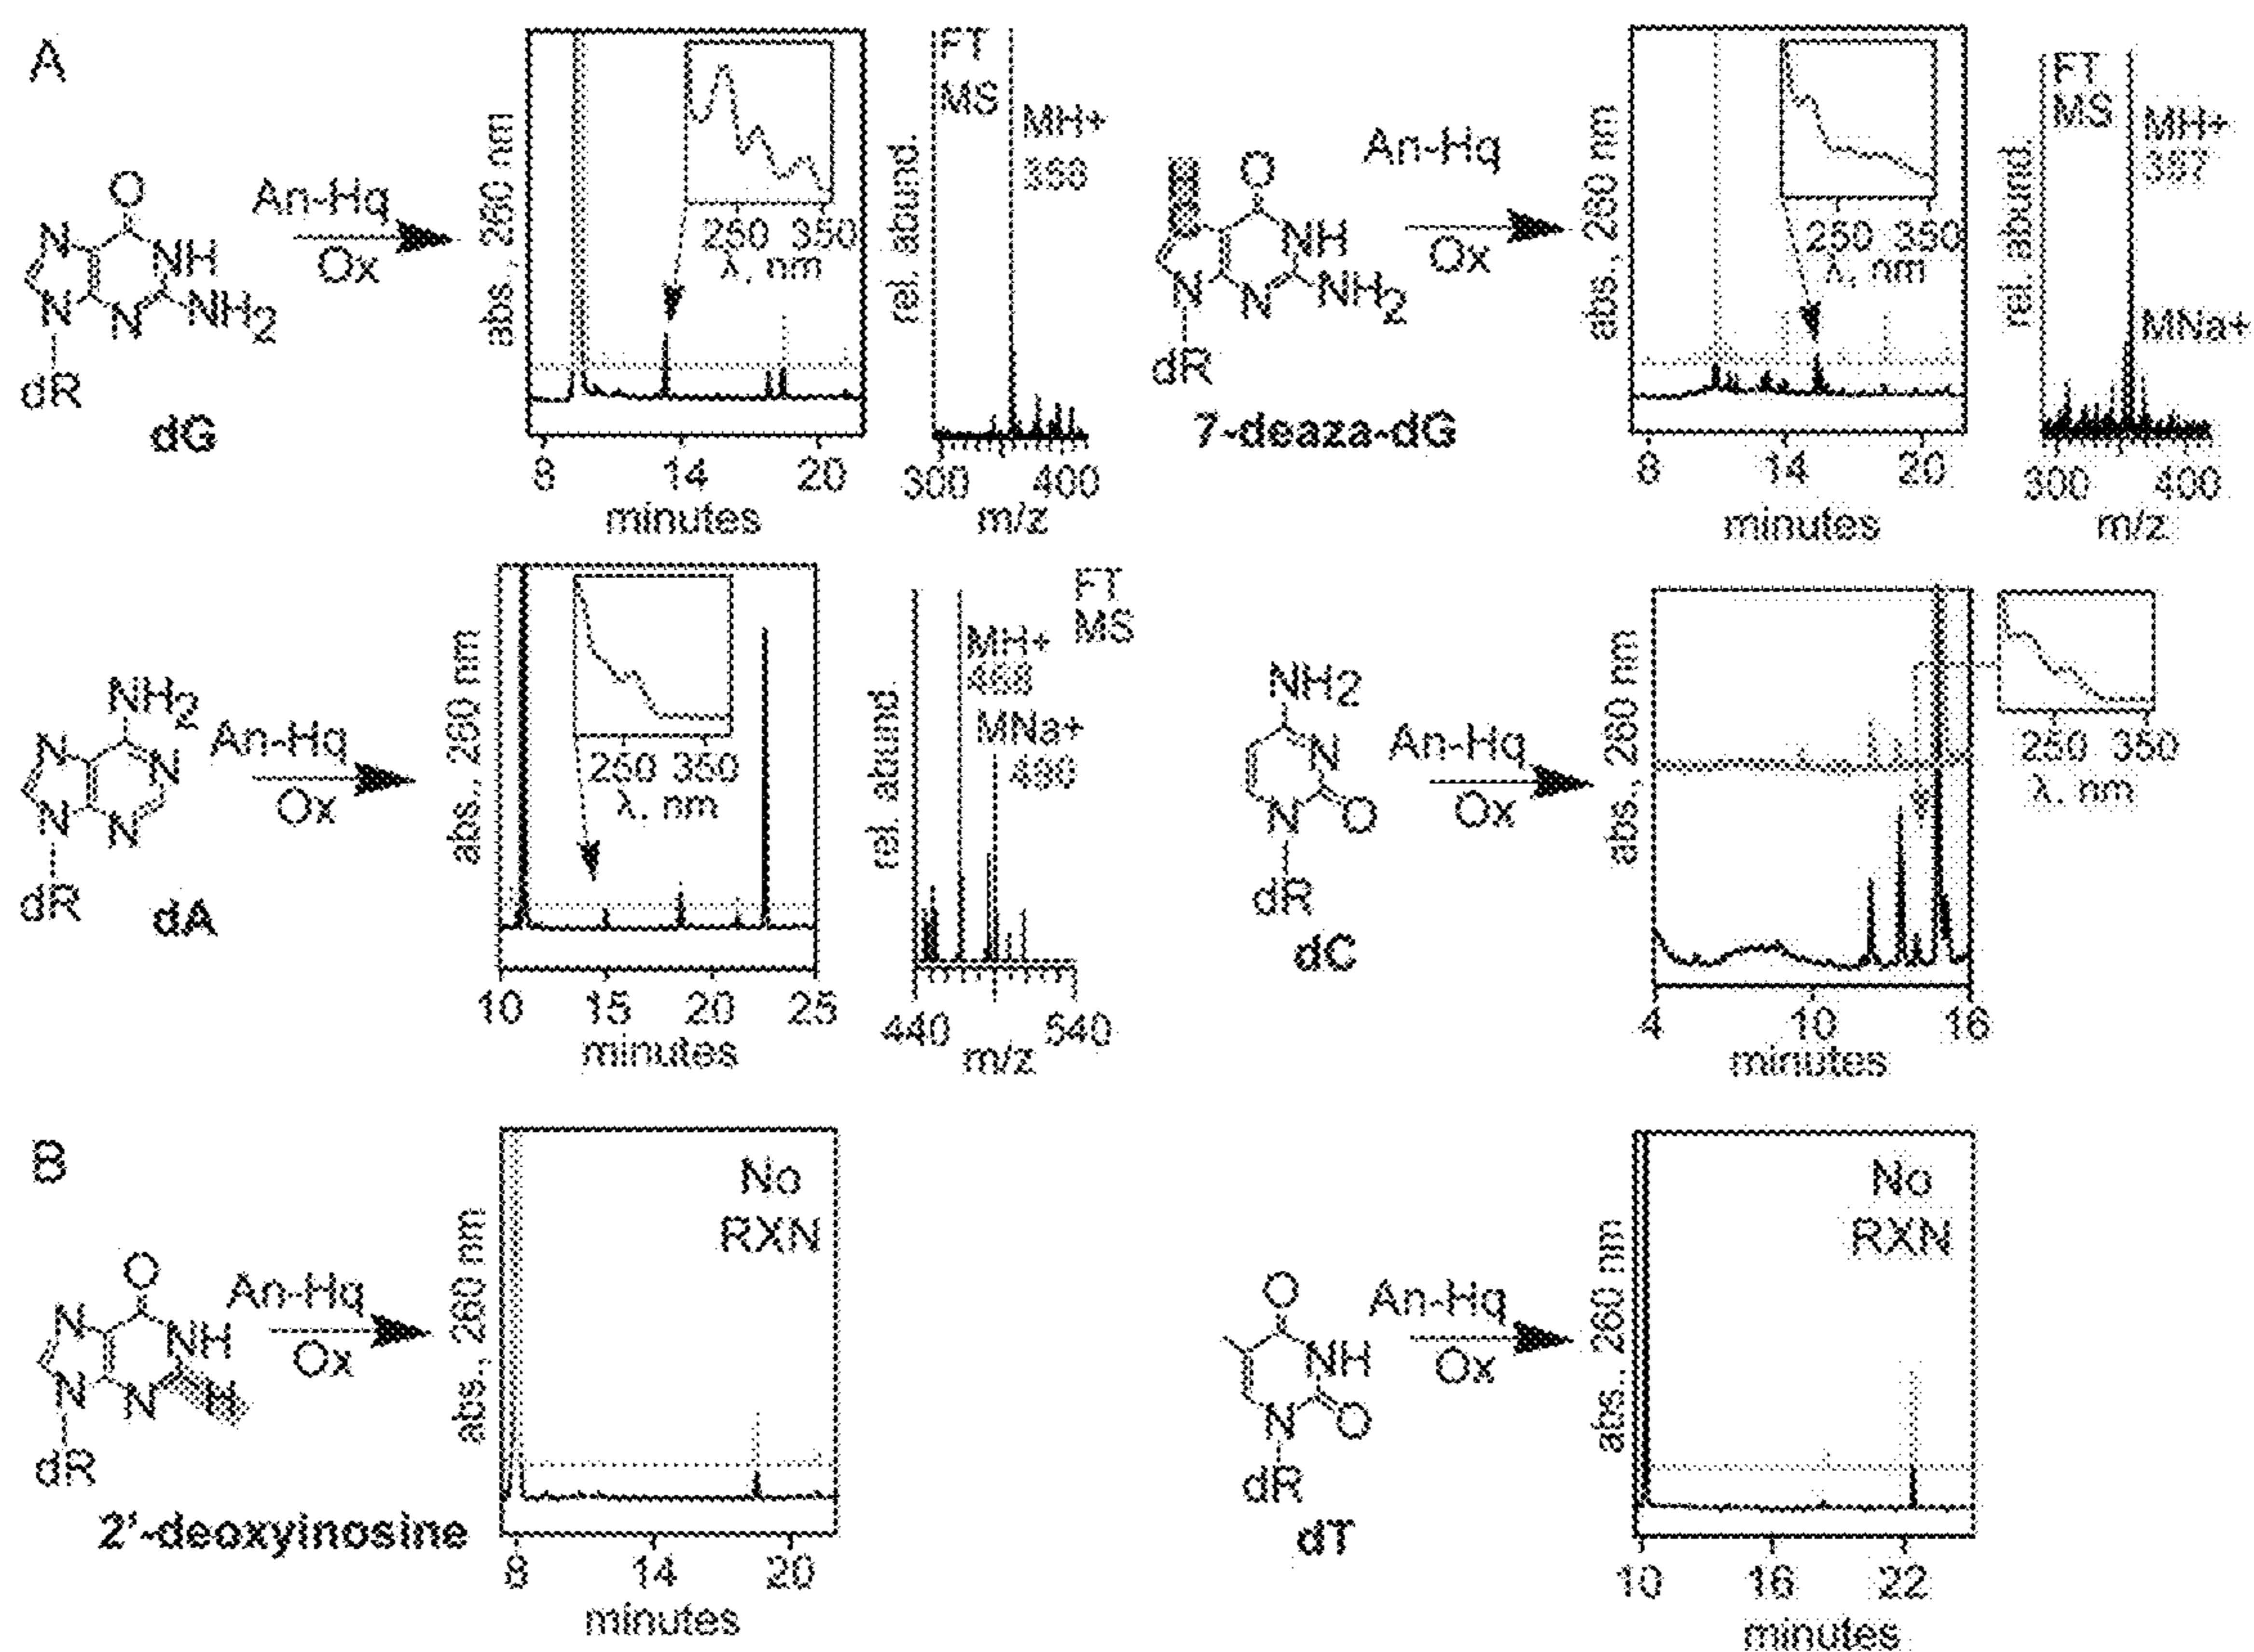 A
O
N
NH
N
N
NH2
dR
dG
An-Hq
Ox
abs., 260 nm
250 350
λ, nm
8 14 20
minutes
FT
MS
MH+
rel. abund.
300 400
m/z
O
NH
N
N
NH2
dR
7-deaza-dG
An-Hq
Ox
abs., 260 nm
250 350
λ, nm
8 14 20
minutes
FT
MS
MH+
MNa+
rel. abund.
300 400
m/z
NH2
N
N
N
N
dR
dA
An-Hq
Ox
abs., 260 nm
250 350
λ, nm
10 15 20 25
minutes
FT
MS
MH+
468
MNa+
490
rel. abund.
440 540
m/z
NH2
N
N
O
dR
dC
An-Hq
Ox
abs., 260 nm
*
250 350
λ, nm
4 10 16
minutes
B
O
N
NH
N
N
H
dR
2'-deoxyinosine
An-Hq
Ox
abs., 260 nm
No
RXN
8 14 20
minutes
O
NH
N
O
dR
dT
An-Hq
Ox
abs., 260 nm
No
RXN
10 16 22
minutes